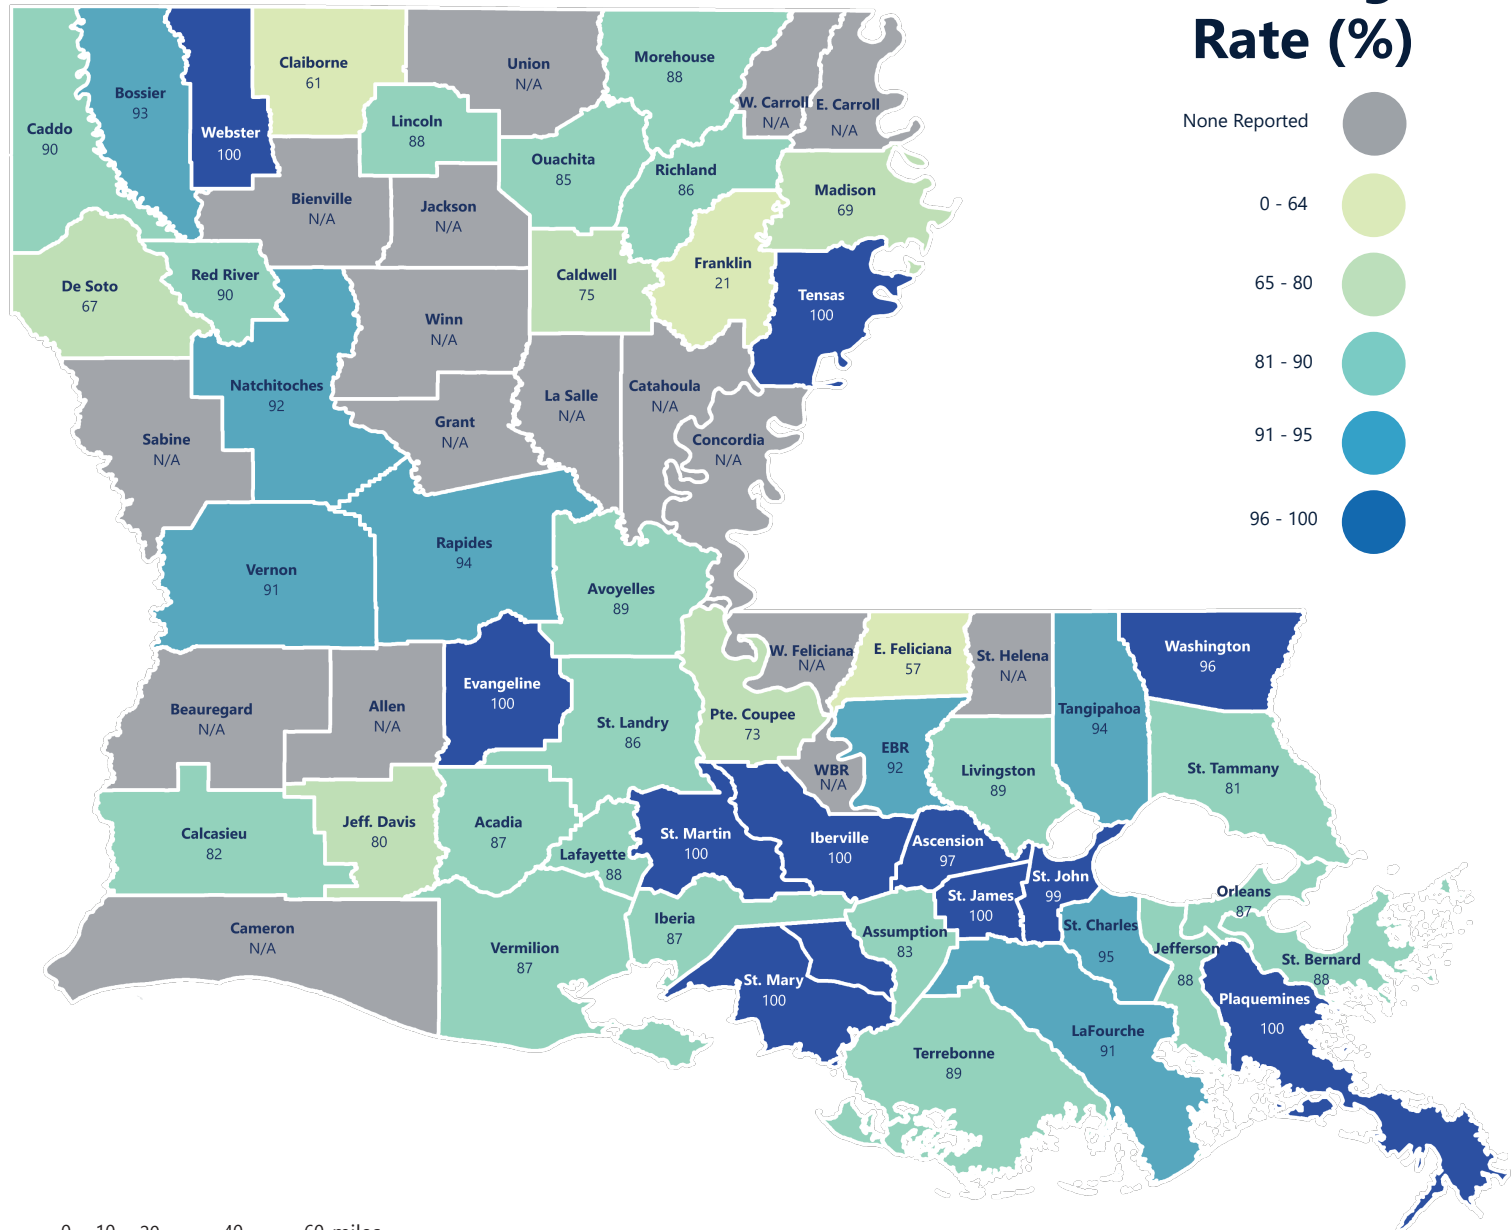 Rate (%)
None Reported
0 - 64
65 - 80
81 - 90
91 - 95
96 - 100
Caddo
90
Bossier
93
Webster
100
Claiborne
61
Lincoln
88
Union
N/A
Morehouse
88
W. Carroll
N/A
E. Carroll
N/A
Ouachita
85
Richland
86
Madison
69
Bienville
N/A
Jackson
N/A
De Soto
67
Red River
90
Caldwell
75
Franklin
21
Tensas
100
Winn
N/A
Natchitoches
92
Sabine
N/A
Grant
N/A
La Salle
N/A
Catahoula
N/A
Concordia
N/A
Vernon
91
Rapides
94
Avoyelles
89
Beauregard
N/A
Allen
N/A
Evangeline
100
St. Landry
86
Pte. Coupee
73
W. Feliciana
N/A
E. Feliciana
57
St. Helena
N/A
Tangipahoa
94
Washington
96
EBR
92
WBR
N/A
Livingston
89
St. Tammany
81
Calcasieu
82
Jeff. Davis
80
Acadia
87
Lafayette
88
St. Martin
100
Iberville
100
Ascension
97
St. James
100
St. John
99
Cameron
N/A
Vermilion
87
Iberia
87
St. Mary
100
Assumption
83
St. Charles
95
Jefferson
88
Orleans
87
St. Bernard
88
Plaquemines
100
Terrebonne
89
LaFourche
91